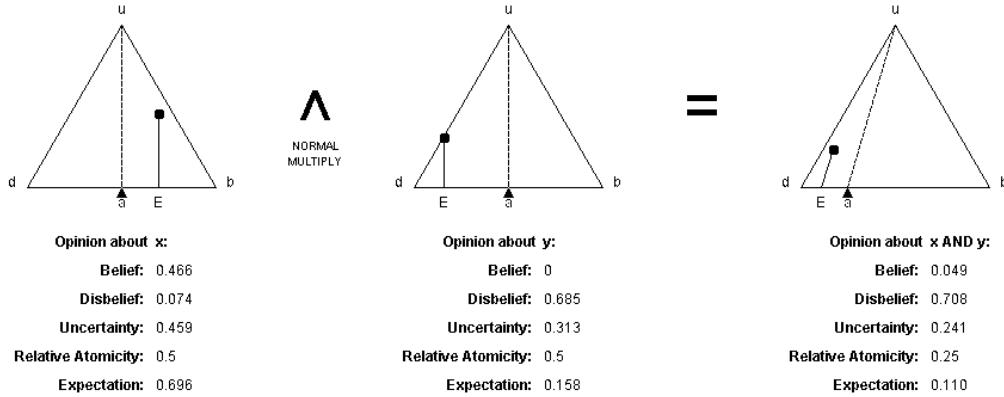 u u u
NORMAL
MULTIPLY
d b d b d b
a E E a E a
Opinion about x: Opinion about y: Opinion about x AND y:
Belief: 0.466 Belief: 0 Belief: 0.049
Disbelief: 0.074 Disbelief: 0.685 Disbelief: 0.708
Uncertainty: 0.459 Uncertainty: 0.313 Uncertainty: 0.241
Relative Atomicity: 0.5 Relative Atomicity: 0.5 Relative Atomicity: 0.25
Expectation: 0.696 Expectation: 0.158 Expectation: 0.110